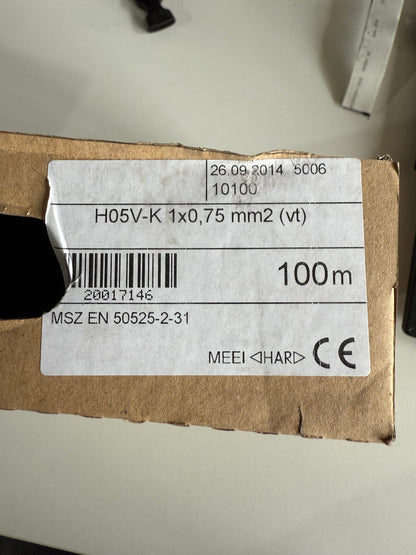 26.09.2014 5006
10100
H05V-K 1x0,75 mm2 (vt)
100m
20017146
MSZ EN 50525-2-31
MEEI ◁HAR▷ CE